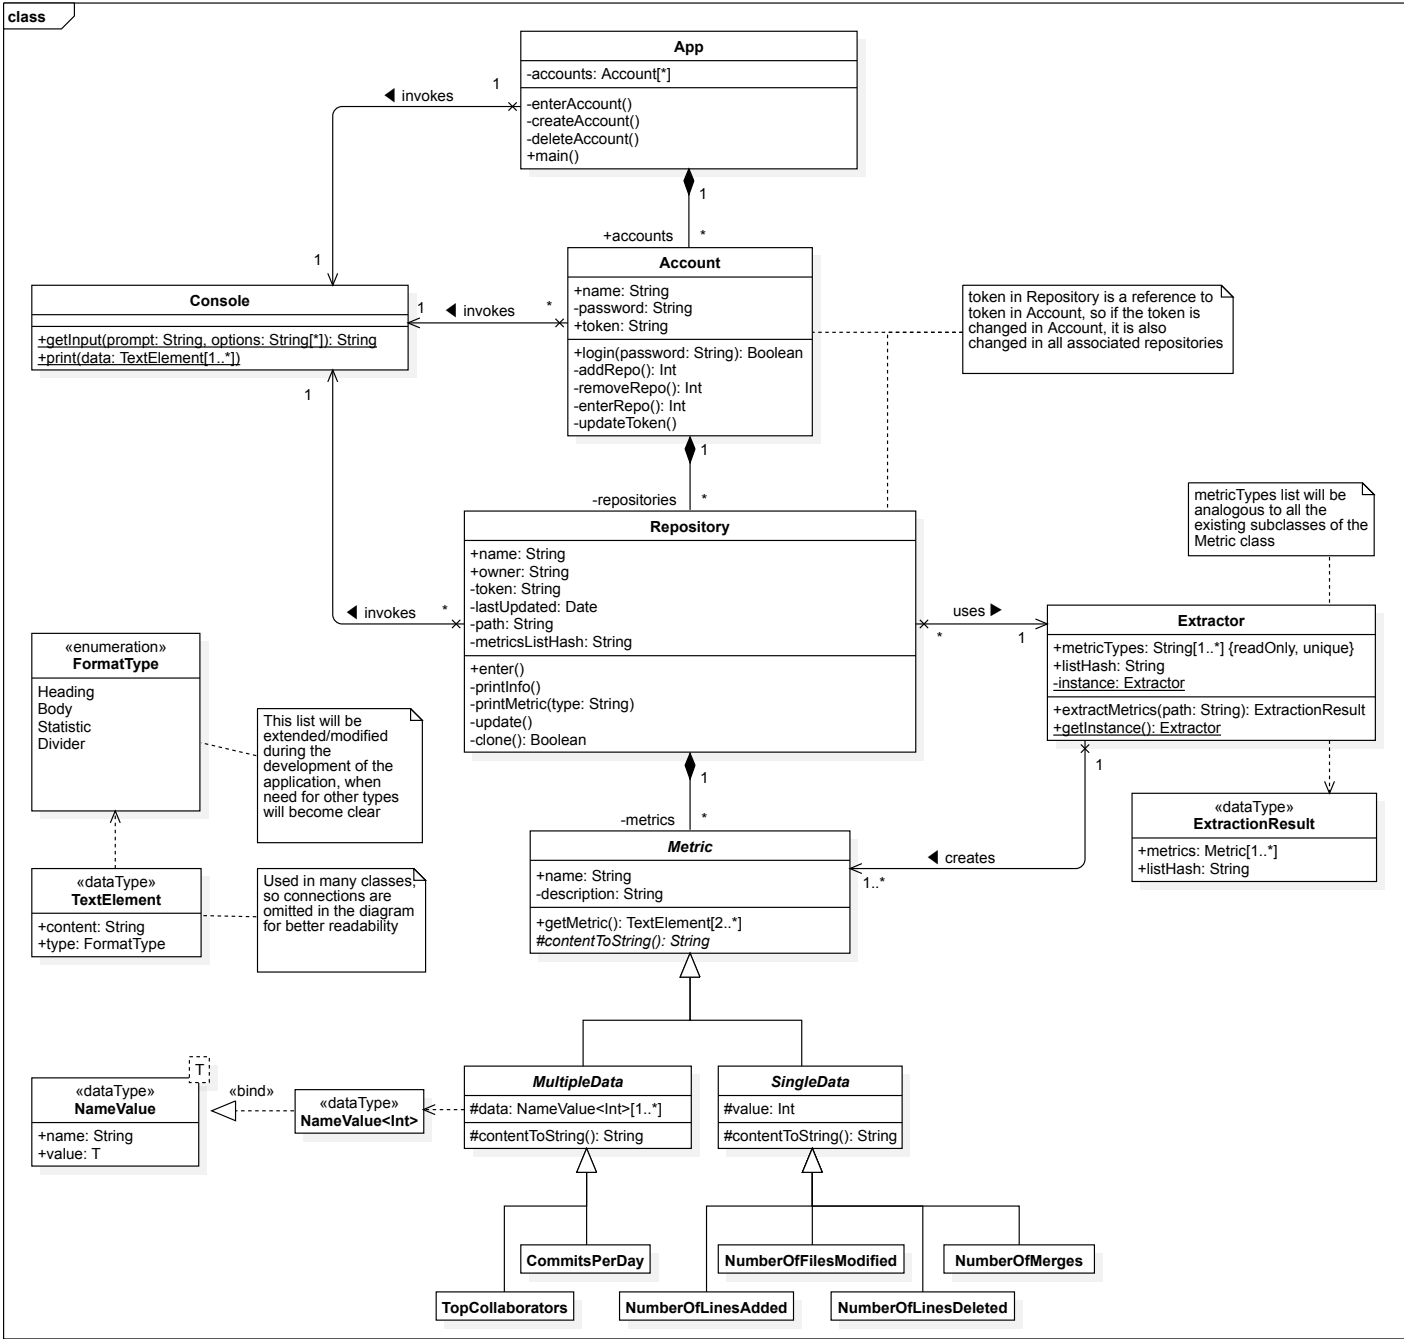 class
App
-accounts: Account[*]
-enterAccount()
-createAccount()
-deleteAccount()
+main()
1
◀ invokes
1
1
+accounts
*
Account
+name: String
-password: String
+token: String
+login(password: String): Boolean
-addRepo(): Int
-removeRepo(): Int
-enterRepo(): Int
-updateToken()
Console
+getInput(prompt: String, options: String[*]): String
+print(data: TextElement[1..*])
1
◀ invokes
*
token in Repository is a reference to
token in Account, so if the token is
changed in Account, it is also
changed in all associated repositories
1
1
-repositories
*
Repository
+name: String
+owner: String
-token: String
-lastUpdated: Date
-path: String
-metricsListHash: String
+enter()
-printInfo()
-printMetric(type: String)
-update()
-clone(): Boolean
◀ invokes
*
uses ▶
*
1
metricTypes list will be
analogous to all the
existing subclasses of the
Metric class
Extractor
+metricTypes: String[1..*] {readOnly, unique}
+listHash: String
-instance: Extractor
+extractMetrics(path: String): ExtractionResult
+getInstance(): Extractor
1
«enumeration»
FormatType
Heading
Body
Statistic
Divider
This list will be
extended/modified
during the
development of the
application, when
need for other types
will become clear
«dataType»
ExtractionResult
+metrics: Metric[1..*]
+listHash: String
1
-metrics
*
◀ creates
1..*
Metric
+name: String
-description: String
+getMetric(): TextElement[2..*]
#contentToString(): String
«dataType»
TextElement
+content: String
+type: FormatType
Used in many classes,
so connections are
omitted in the diagram
for better readability
T
«dataType»
NameValue
+name: String
+value: T
«bind»
«dataType»
NameValue<Int>
MultipleData
#data: NameValue<Int>[1..*]
#contentToString(): String
SingleData
#value: Int
#contentToString(): String
CommitsPerDay
NumberOfFilesModified
NumberOfMerges
TopCollaborators
NumberOfLinesAdded
NumberOfLinesDeleted